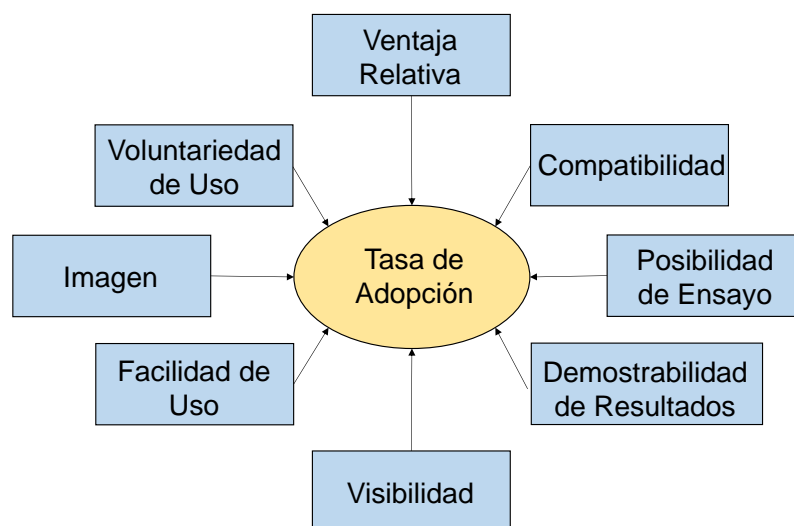 Ventaja
Relativa
Voluntariedad
de Uso
Compatibilidad
Imagen
Tasa de
Adopción
Posibilidad
de Ensayo
Facilidad de
Uso
Demostrabilidad
de Resultados
Visibilidad